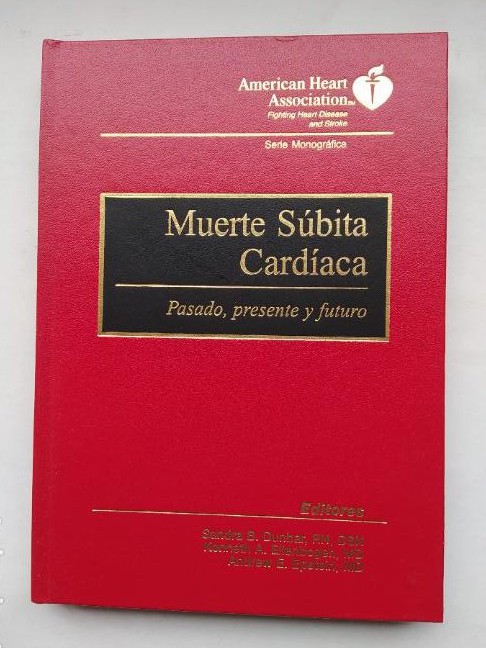 American Heart
Association℠
Fighting Heart Disease
and Stroke
Serie Monográfica
Muerte Súbita
Cardíaca
Pasado, presente y futuro
Editores
Sandra B. Dunbar, RN, DSN
Kenneth A. Ellenbogen, MD
Andrew E. Epstein, MD